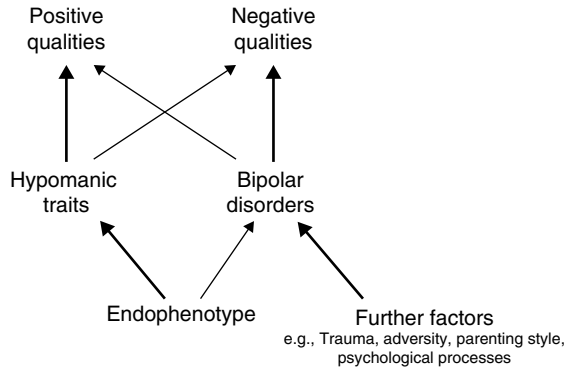 Positive
qualities
Negative
qualities
Hypomanic
traits
Bipolar
disorders
Endophenotype
Further factors
e.g., Trauma, adversity, parenting style,
psychological processes